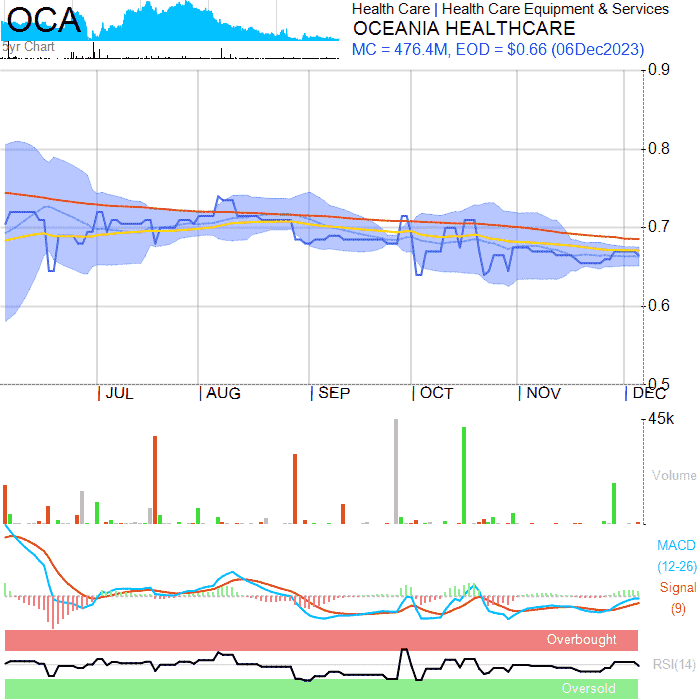 OCA
5yr Chart
Health Care | Health Care Equipment & Services
OCEANIA HEALTHCARE
MC = 476.4M, EOD = $0.66 (06Dec2023)
0.9
0.8
0.7
0.6
0.5
| JUL
| AUG
| SEP
| OCT
| NOV
| DEC
45k
Volume
MACD
(12-26)
Signal
(9)
Overbought
RSI(14)
Oversold